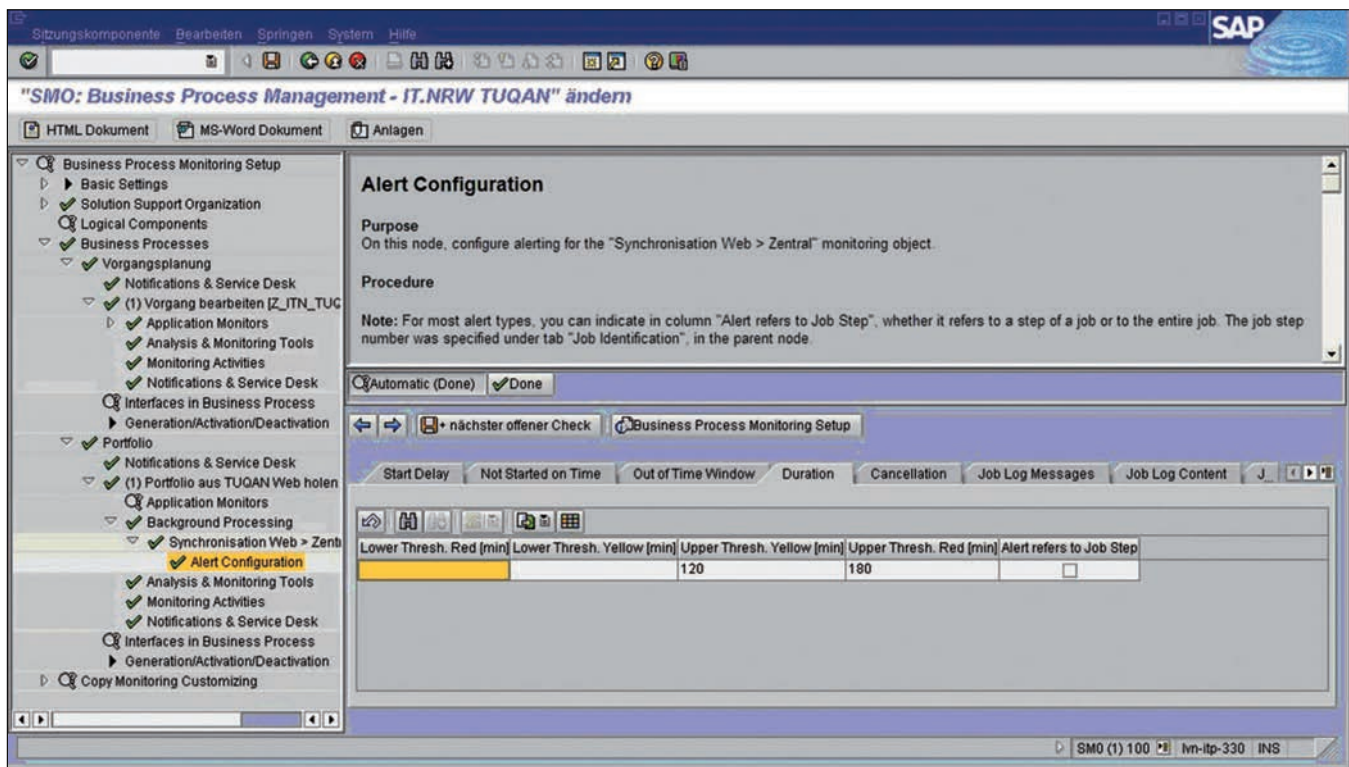 Sitzungskomponente Bearbeiten Springen System Hilfe
SAP
"SMO: Business Process Management - IT.NRW TUQAN" ändern
HTML Dokument MS-Word Dokument Anlagen
Business Process Monitoring Setup
Basic Settings
Solution Support Organization
Logical Components
Business Processes
Vorgangsplanung
Notifications & Service Desk
(1) Vorgang bearbeiten [Z_ITN_TUQ
Application Monitors
Analysis & Monitoring Tools
Monitoring Activities
Notifications & Service Desk
Interfaces in Business Process
Generation/Activation/Deactivation
Portfolio
Notifications & Service Desk
(1) Portfolio aus TUQAN Web holen
Application Monitors
Background Processing
Synchronisation Web > Zentr
Alert Configuration
Analysis & Monitoring Tools
Monitoring Activities
Notifications & Service Desk
Interfaces in Business Process
Generation/Activation/Deactivation
Copy Monitoring Customizing
Alert Configuration
Purpose
On this node, configure alerting for the "Synchronisation Web > Zentral" monitoring object.
Procedure
Note: For most alert types, you can indicate in column "Alert refers to Job Step", whether it refers to a step of a job or to the entire job. The job step
number was specified under tab "Job Identification", in the parent node.
Automatic (Done) Done
+ nächster offener Check Business Process Monitoring Setup
Start Delay Not Started on Time Out of Time Window Duration Cancellation Job Log Messages Job Log Content J_
Lower Thresh. Red [min] Lower Thresh. Yellow [min] Upper Thresh. Yellow [min] Upper Thresh. Red [min] Alert refers to Job Step
120 180
SM0 (1) 100 lvn-itp-330 INS